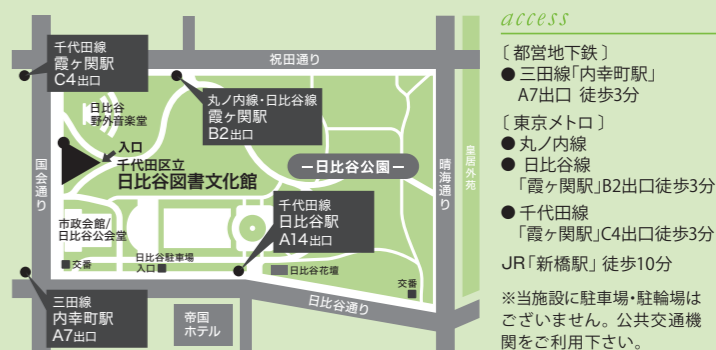 千代田線
霞ヶ関駅
C4出口
祝田通り
丸ノ内線・日比谷線
霞ヶ関駅
B2出口
日比谷
野外音楽堂
入口
千代田区立
日比谷図書文化館
国会通り
日比谷公園
晴海通り
皇居外苑
千代田線
日比谷駅
A14出口
市政会館/
日比谷公会堂
交番
日比谷駐車場
入口
日比谷花壇
交番
日比谷通り
三田線
内幸町駅
A7出口
帝国
ホテル
access
〔都営地下鉄〕
● 三田線「内幸町駅」
A7出口 徒歩3分
〔東京メトロ〕
● 丸ノ内線
● 日比谷線
「霞ヶ関駅」B2出口徒歩3分
● 千代田線
「霞ヶ関駅」C4出口徒歩3分
JR「新橋駅」徒歩10分
※当施設に駐車場・駐輪場は
ございません。公共交通機
関をご利用下さい。